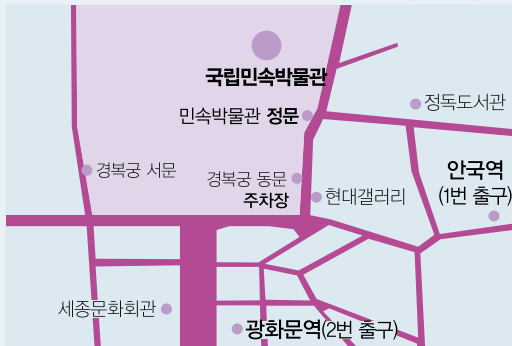 국립민속박물관
민속박물관 정문
정독도서관
경복궁 서문
경복궁 동문
주차장
현대갤러리
안국역
(1번 출구)
세종문화회관
광화문역(2번 출구)